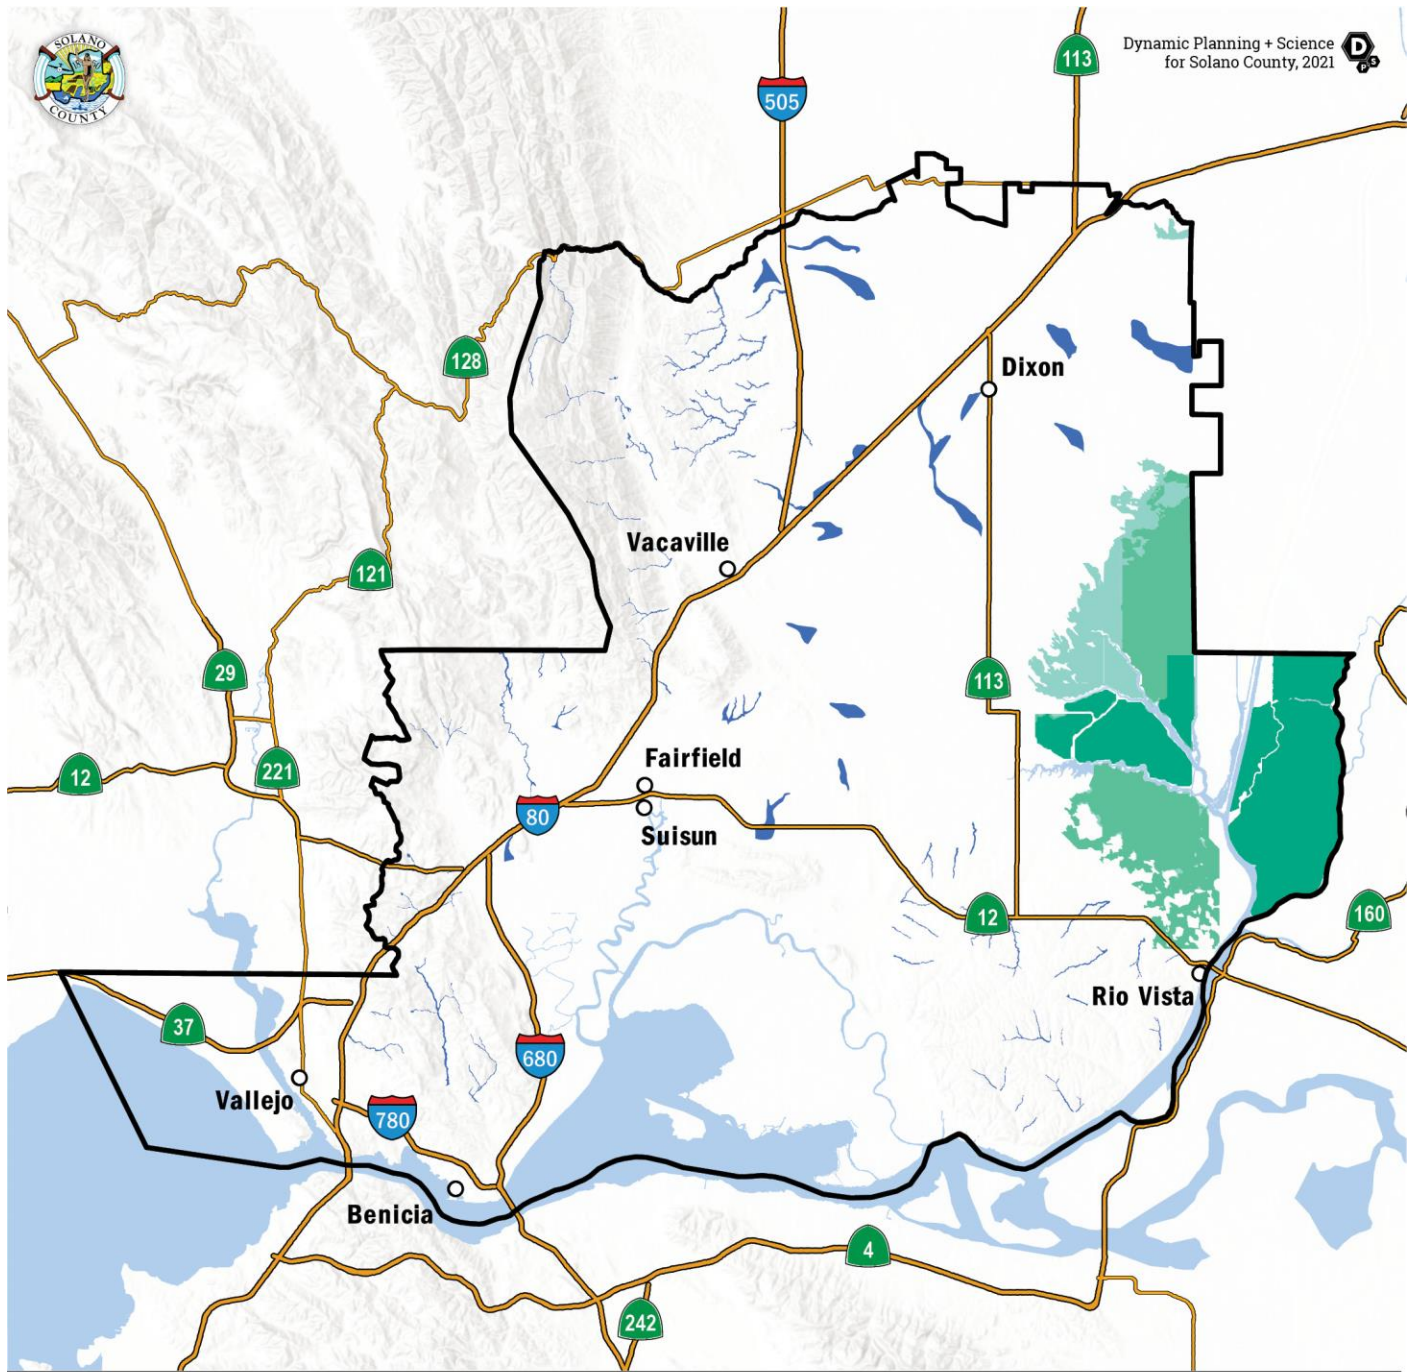 SOLANO
COUNTY
Dynamic Planning + Science
for Solano County, 2021
D
P
S
113
505
128
Dixon
Vacaville
121
29
113
12
221
Fairfield
80
Suisun
12
160
Rio Vista
37
680
Vallejo
780
Benicia
4
242